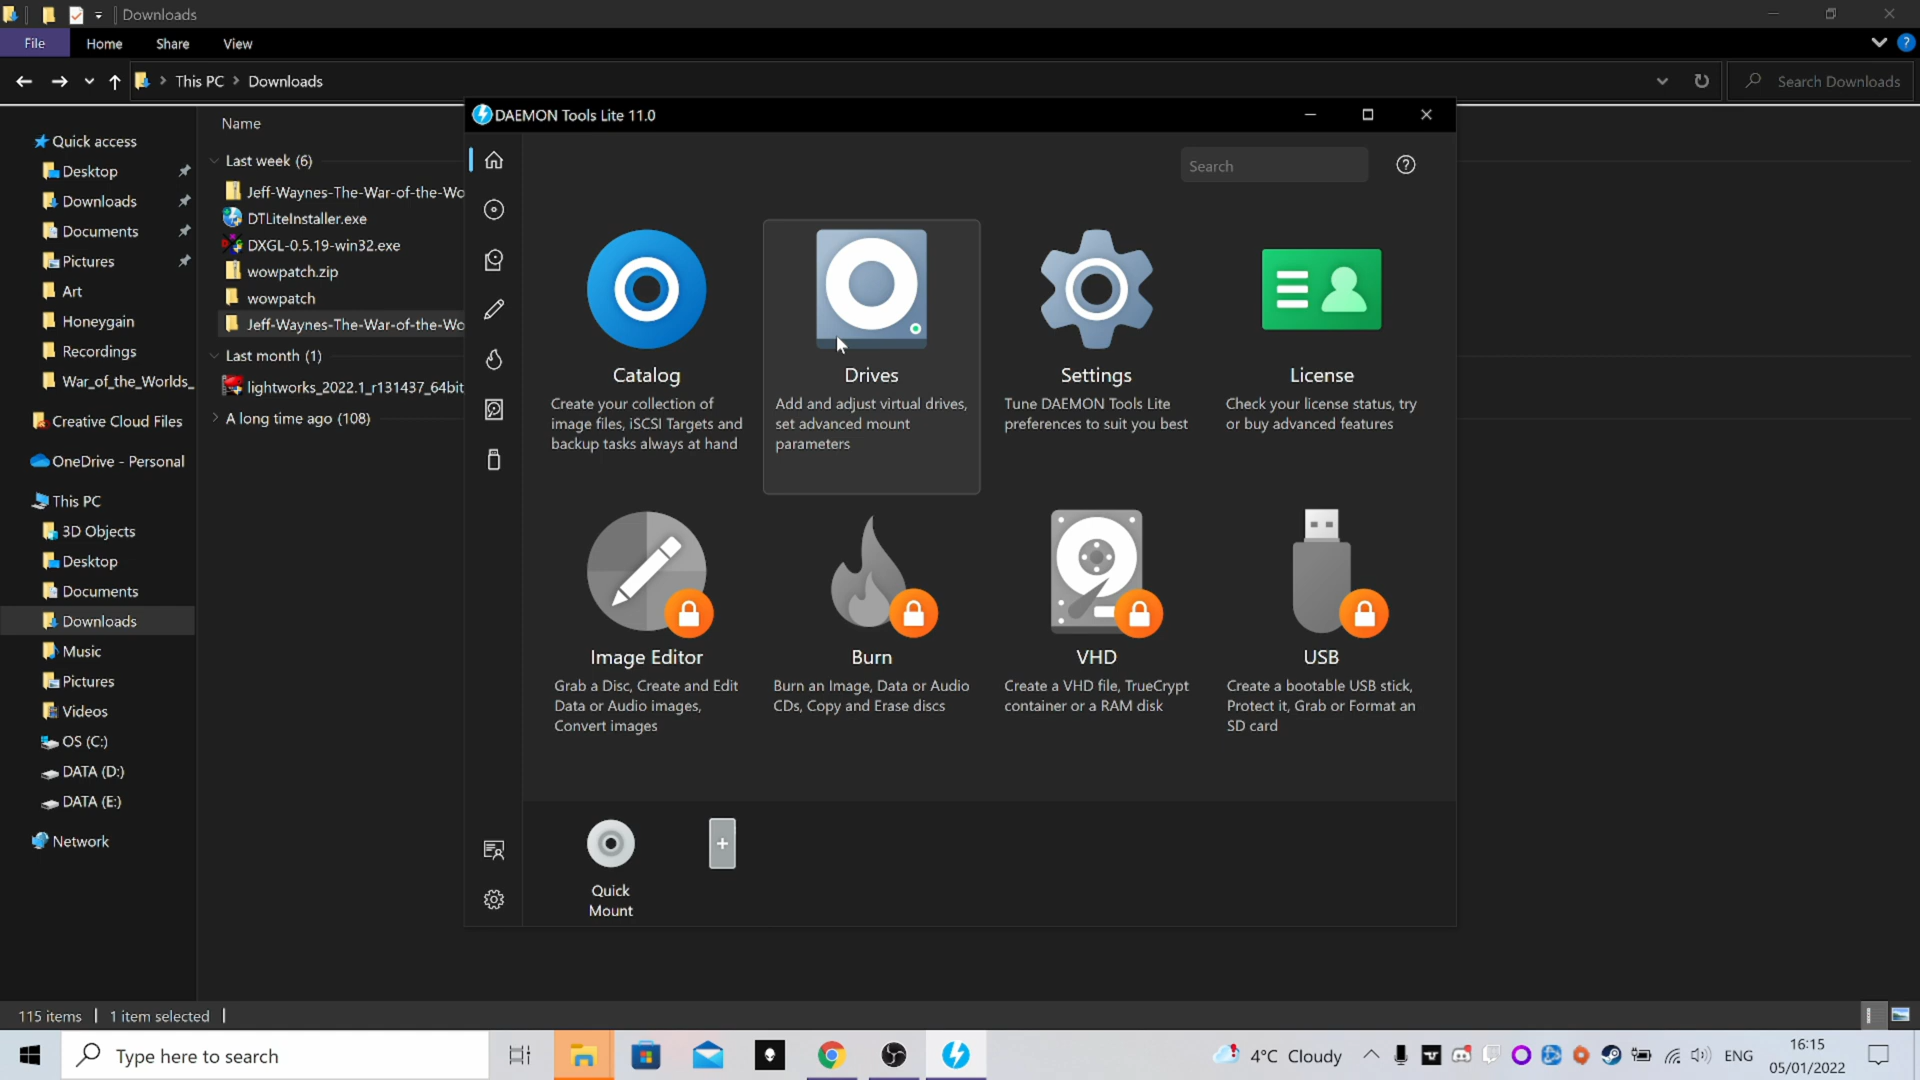 Downloads
File
Home
Share
View
This PC
Downloads
Search Downloads
Quick access
Desktop
Downloads
Documents
Pictures
Art
Honeygain
Recordings
War_of_the_Worlds_
Creative Cloud Files
OneDrive - Personal
This PC
3D Objects
Desktop
Documents
Downloads
Music
Pictures
Videos
OS (C:)
DATA (D:)
DATA (E:)
Network
Name
Last week (6)
Jeff-Waynes-The-War-of-the-Wo
DTLiteInstaller.exe
DXGL-0.5.19-win32.exe
wowpatch.zip
wowpatch
Jeff-Waynes-The-War-of-the-Wo
Last month (1)
lightworks_2022.1_r131437_64bit
A long time ago (108)
DAEMON Tools Lite 11.0
Search
Catalog
Create your collection of
image files, iSCSI Targets and
backup tasks always at hand
Drives
Add and adjust virtual drives,
set advanced mount
parameters
Settings
Tune DAEMON Tools Lite
preferences to suit you best
License
Check your license status, try
or buy advanced features
Image Editor
Grab a Disc, Create and Edit
Data or Audio images,
Convert images
Burn
Burn an Image, Data or Audio
CDs, Copy and Erase discs
VHD
Create a VHD file, TrueCrypt
container or a RAM disk
USB
Create a bootable USB stick,
Protect it, Grab or Format an
SD card
Quick
Mount
115 items
1 item selected
Type here to search
4°C Cloudy
ENG
16:15
05/01/2022